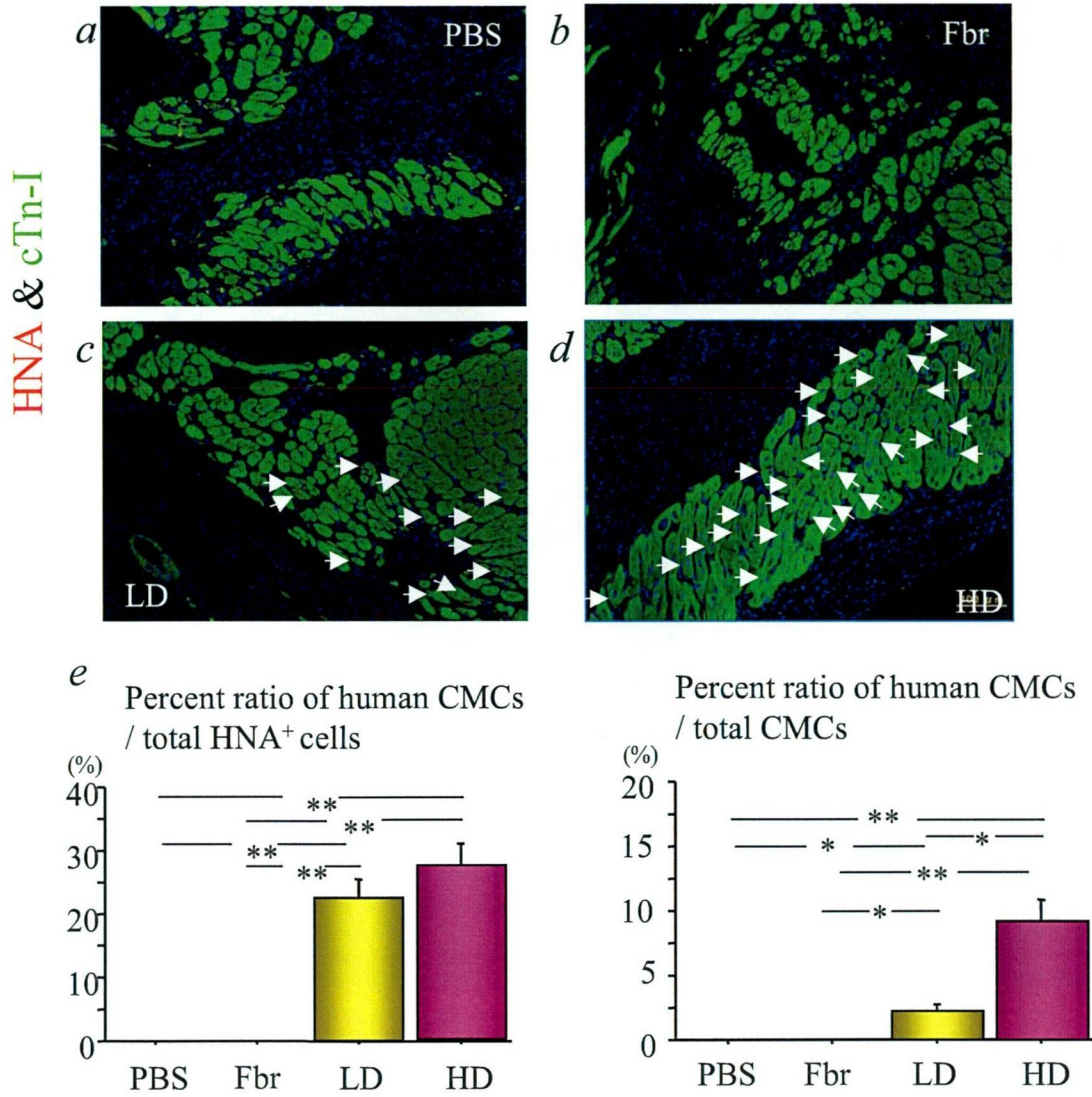 HNA & cTn-I
a
PBS
b
Fbr
c
LD
d
HD
e
Percent ratio of human CMCs
/ total HNA⁺ cells
(%)
40
30
20
10
0
**
**
**
**
PBS
Fbr
LD
HD
Percent ratio of human CMCs
/ total CMCs
(%)
20
15
10
5
0
**
*
*
**
*
PBS
Fbr
LD
HD